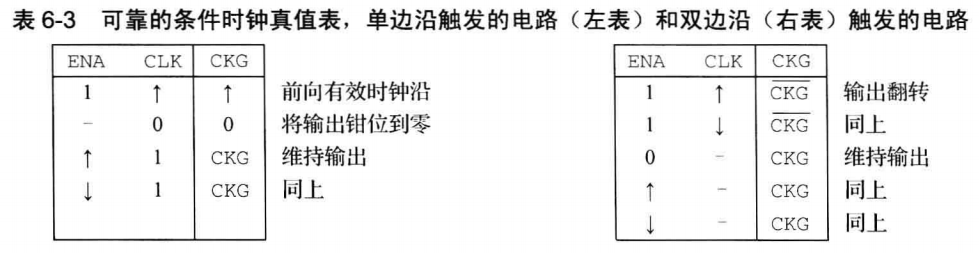 表 6-3 可靠的条件时钟真值表，单边沿触发的电路（左表）和双边沿（右表）触发的电路
ENA CLK CKG
1 ↑ ↑ 前向有效时钟沿
– 0 0 将输出钳位到零
↑ 1 CKG 维持输出
↓ 1 CKG 同上
ENA CLK CKG
1 ↑ C̅K̅G̅ 输出翻转
1 ↓ C̅K̅G̅ 同上
0 – CKG 维持输出
↑ – CKG 同上
↓ – CKG 同上